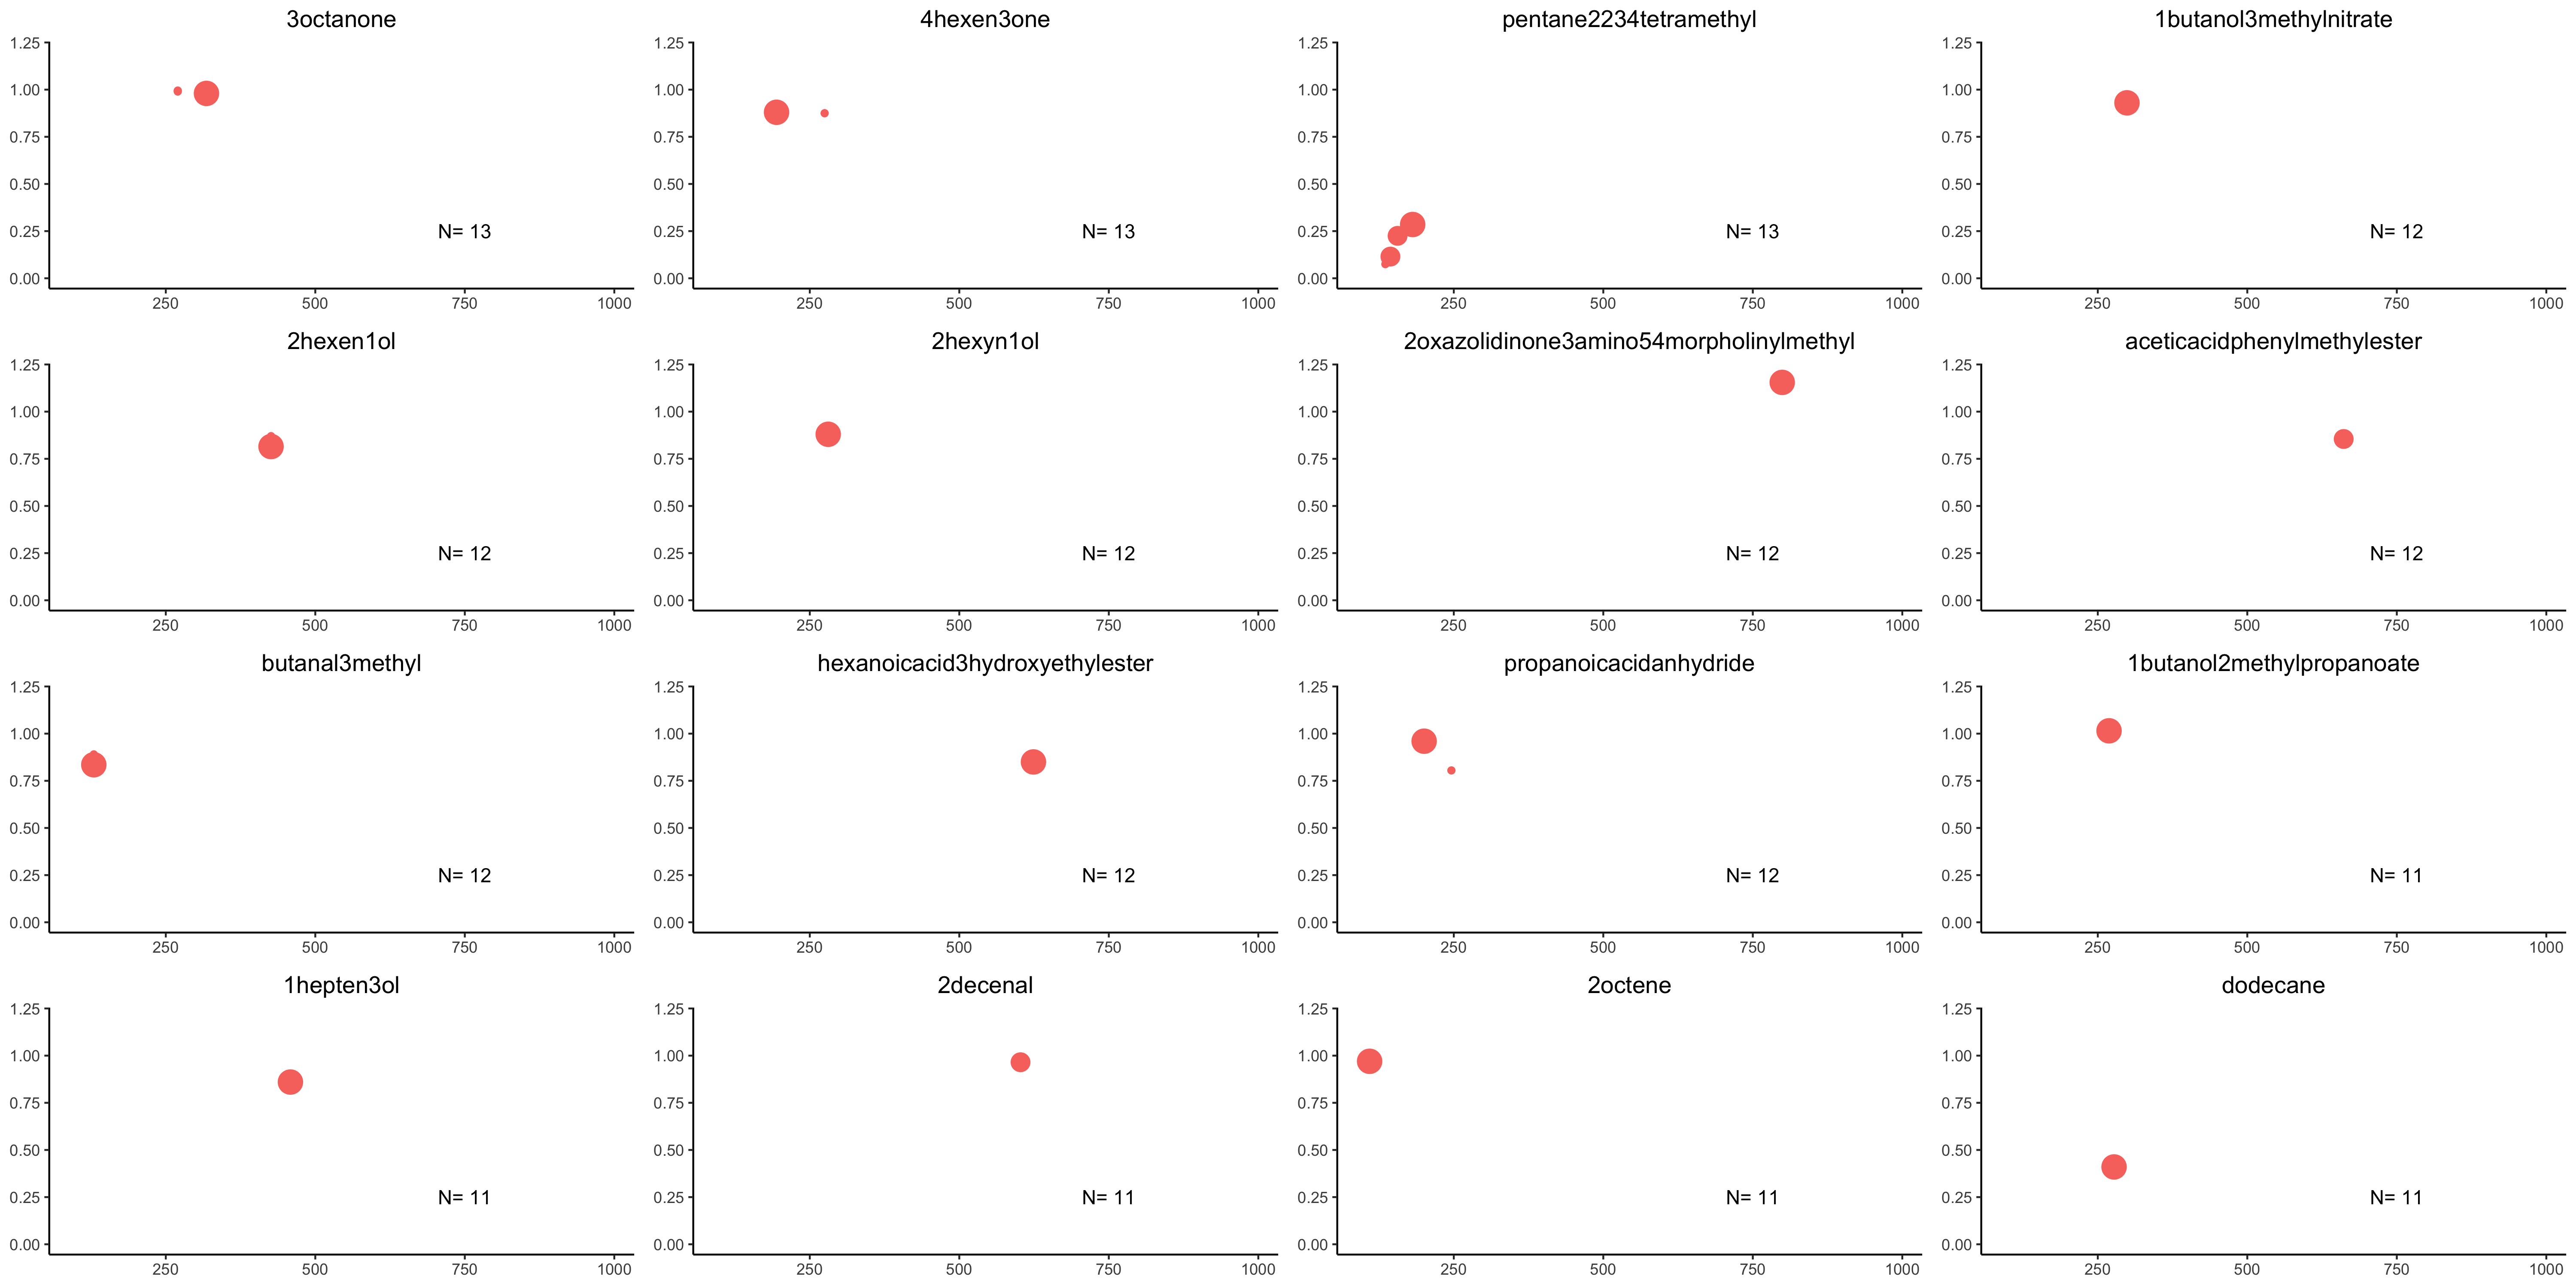 3octanone
1.25
1.00
0.75
0.50
0.25
0.00
N= 13
250 500 750 1000
4hexen3one
1.25
1.00
0.75
0.50
0.25
0.00
N= 13
250 500 750 1000
pentane2234tetramethyl
1.25
1.00
0.75
0.50
0.25
0.00
N= 13
250 500 750 1000
1butanol3methylnitrate
1.25
1.00
0.75
0.50
0.25
0.00
N= 12
250 500 750 1000
2hexen1ol
1.25
1.00
0.75
0.50
0.25
0.00
N= 12
250 500 750 1000
2hexyn1ol
1.25
1.00
0.75
0.50
0.25
0.00
N= 12
250 500 750 1000
2oxazolidinone3amino54morpholinylmethyl
1.25
1.00
0.75
0.50
0.25
0.00
N= 12
250 500 750 1000
aceticacidphenylmethylester
1.25
1.00
0.75
0.50
0.25
0.00
N= 12
250 500 750 1000
butanal3methyl
1.25
1.00
0.75
0.50
0.25
0.00
N= 12
250 500 750 1000
hexanoicacid3hydroxyethylester
1.25
1.00
0.75
0.50
0.25
0.00
N= 12
250 500 750 1000
propanoicacidanhydride
1.25
1.00
0.75
0.50
0.25
0.00
N= 12
250 500 750 1000
1butanol2methylpropanoate
1.25
1.00
0.75
0.50
0.25
0.00
N= 11
250 500 750 1000
1hepten3ol
1.25
1.00
0.75
0.50
0.25
0.00
N= 11
250 500 750 1000
2decenal
1.25
1.00
0.75
0.50
0.25
0.00
N= 11
250 500 750 1000
2octene
1.25
1.00
0.75
0.50
0.25
0.00
N= 11
250 500 750 1000
dodecane
1.25
1.00
0.75
0.50
0.25
0.00
N= 11
250 500 750 1000